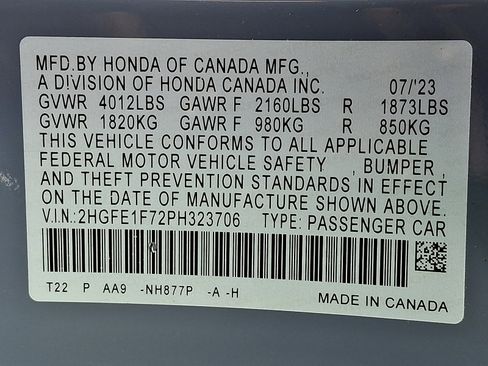 MFD.BY HONDA OF CANADA MFG.,
A DIVISION OF HONDA CANADA INC. 07/'23
GVWR 4012LBS GAWR F 2160LBS R 1873LBS
GVWR 1820KG GAWR F 980KG R 850KG
THIS VEHICLE CONFORMS TO ALL APPLICABLE
FEDERAL MOTOR VEHICLE SAFETY , BUMPER ,
AND THEFT PREVENTION STANDARDS IN EFFECT
ON THE DATE OF MANUFACTURE SHOWN ABOVE.
V.I.N.:2HGFE1F72PH323706 TYPE: PASSENGER CAR
T22 P AA9 -NH877P -A -H
MADE IN CANADA